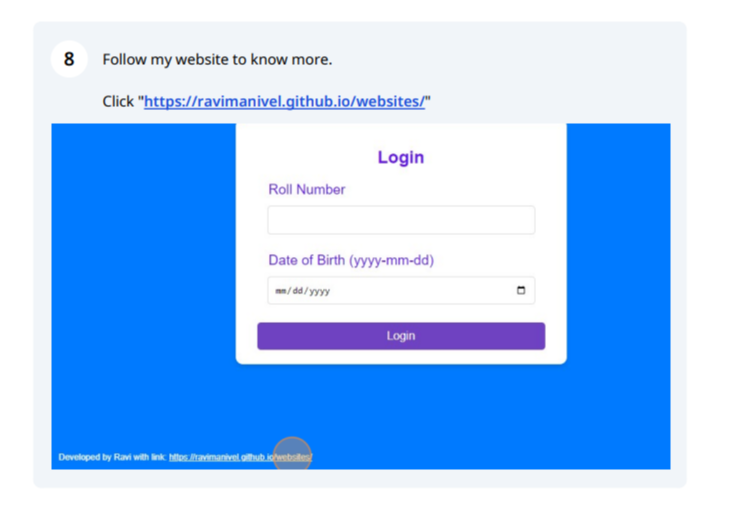 8
Follow my website to know more.
Click "https://ravimanivel.github.io/websites/"
Login
Roll Number
Date of Birth (yyyy-mm-dd)
mm/dd/yyyy
Login
Developed by Ravi with link: https://ravimanivel.github.io/websites/